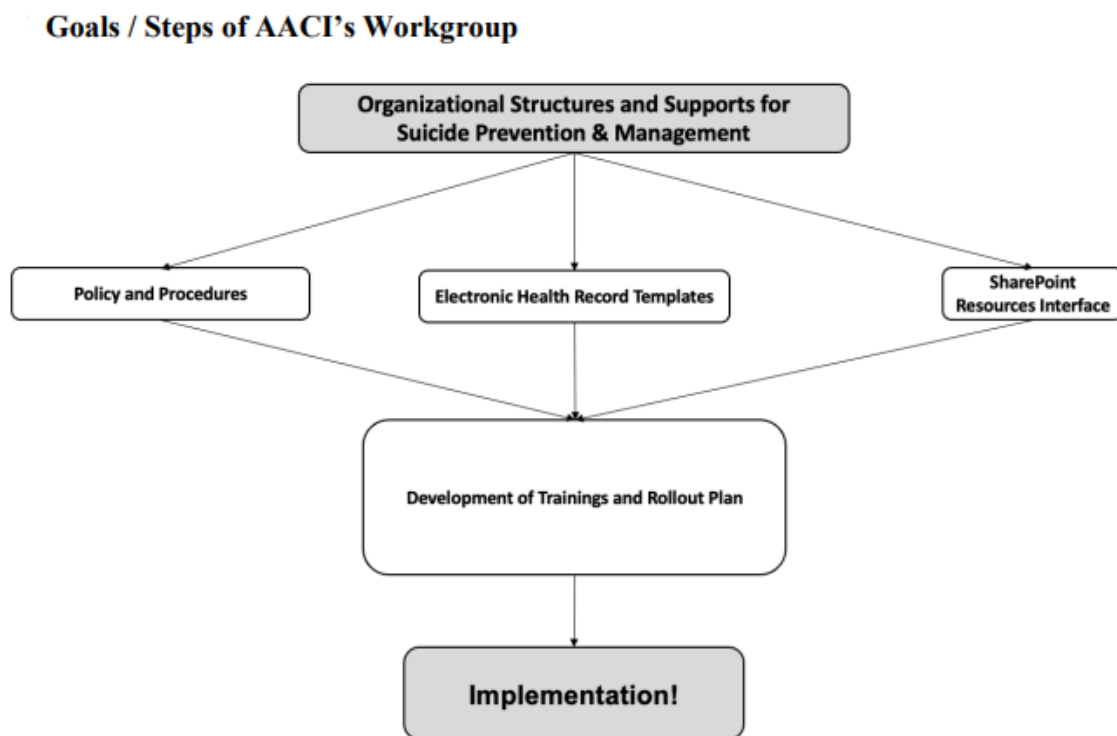 Goals / Steps of AACI's Workgroup
Organizational Structures and Supports for
Suicide Prevention & Management
Policy and Procedures
Electronic Health Record Templates
SharePoint
Resources Interface
Development of Trainings and Rollout Plan
Implementation!